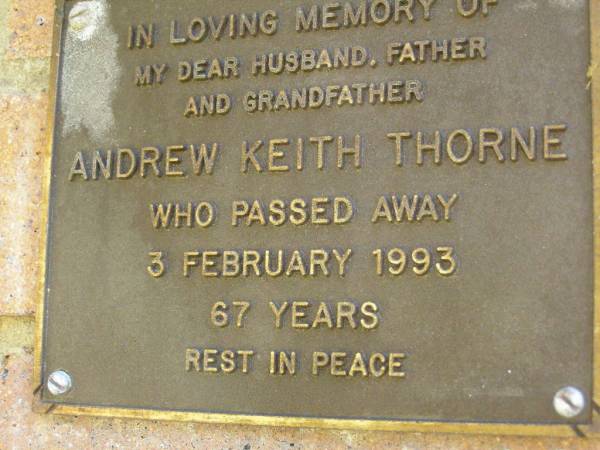 IN LOVING MEMORY OF
MY DEAR HUSBAND, FATHER
AND GRANDFATHER
ANDREW KEITH THORNE
WHO PASSED AWAY
3 FEBRUARY 1993
67 YEARS
REST IN PEACE